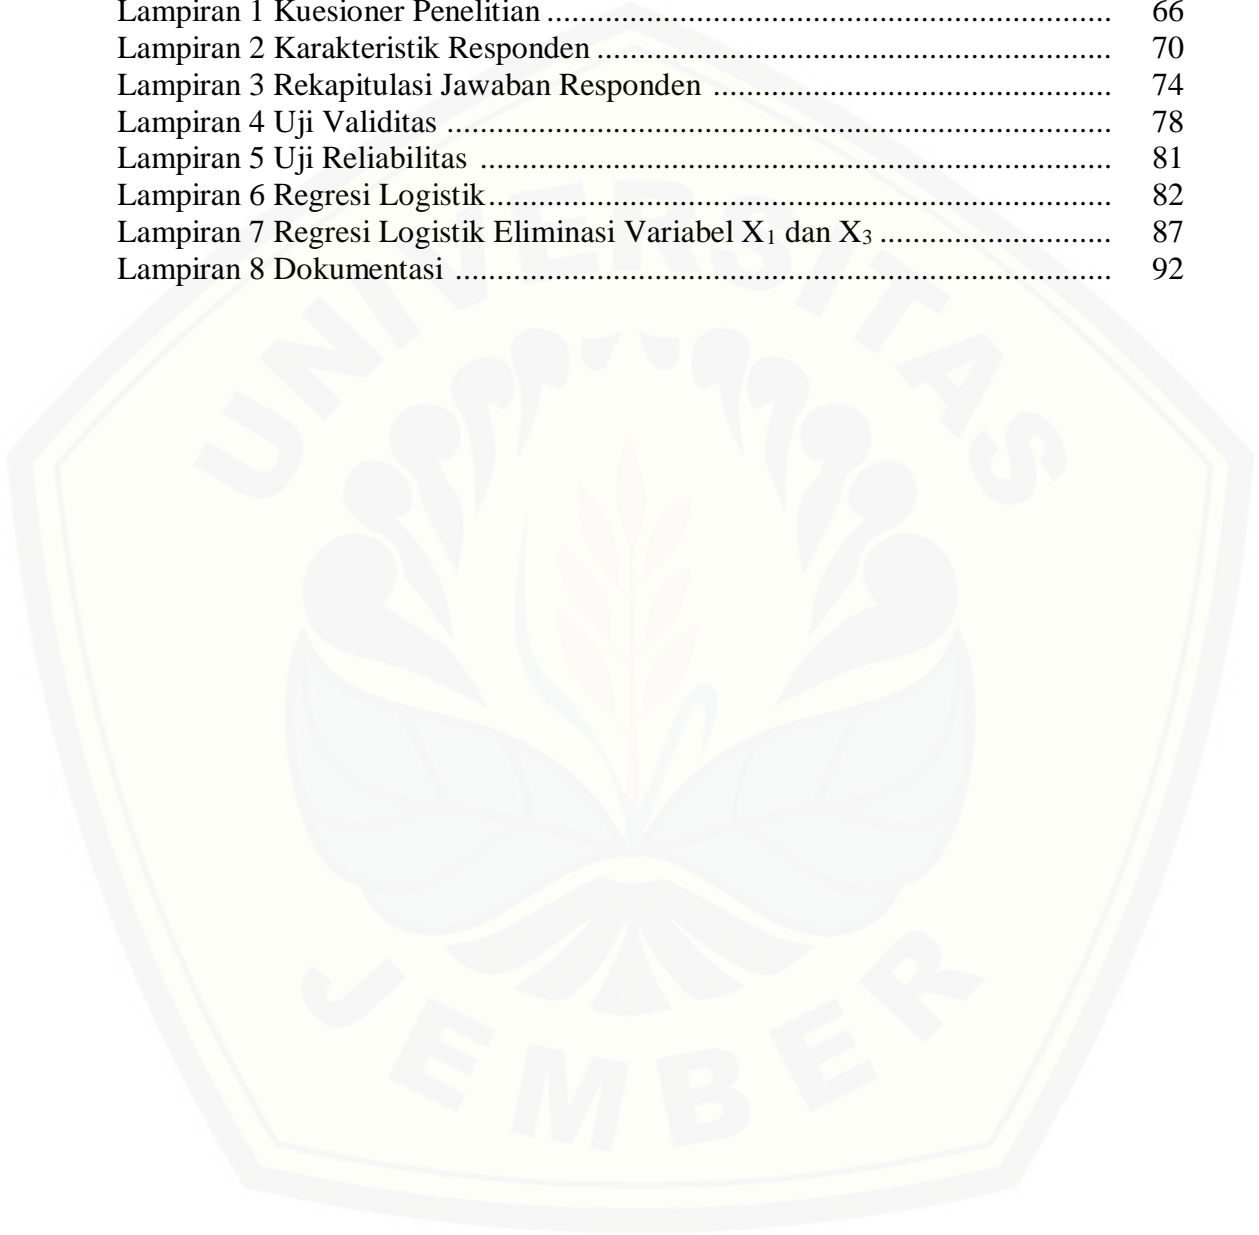 Lampiran 1 Kuesioner Penelitian ........................................................................ 66
Lampiran 2 Karakteristik Responden .................................................................. 70
Lampiran 3 Rekapitulasi Jawaban Responden ................................................... 74
Lampiran 4 Uji Validitas ..................................................................................... 78
Lampiran 5 Uji Reliabilitas ................................................................................. 81
Lampiran 6 Regresi Logistik ................................................................................ 82
Lampiran 7 Regresi Logistik Eliminasi Variabel X₁ dan X₃ ............................. 87
Lampiran 8 Dokumentasi .................................................................................... 92
UNIVERSITAS
JEMBER